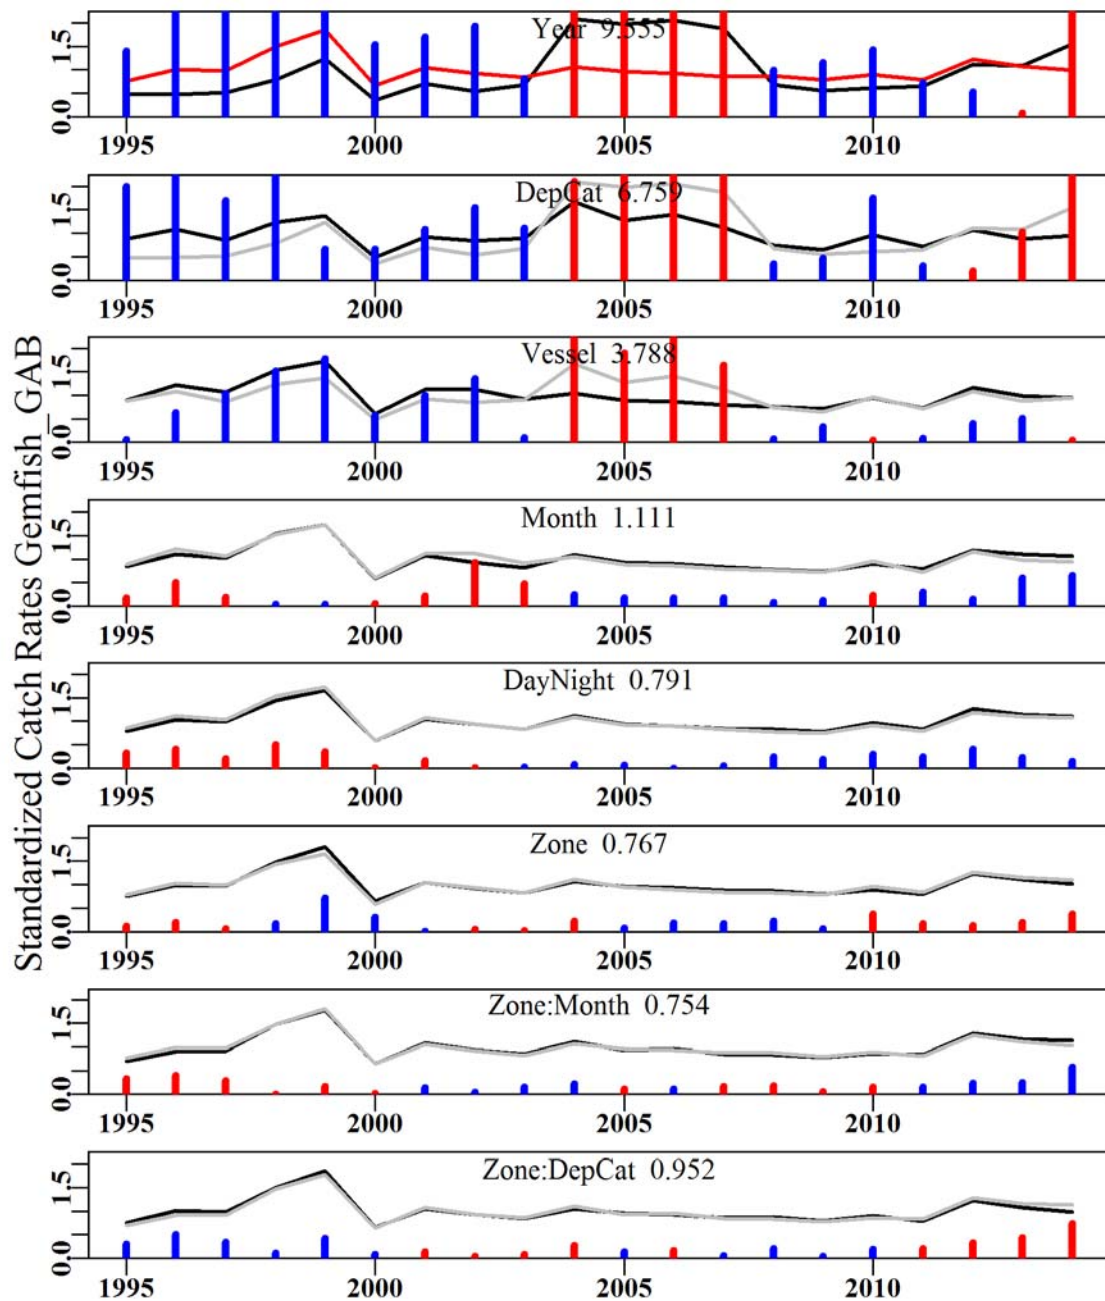 Standardized Catch Rates Gemfish_GAB
Year 9.555
0.0 1.5
1995 2000 2005 2010
DepCat 6.759
0.0 1.5
1995 2000 2005 2010
Vessel 3.788
0.0 1.5
1995 2000 2005 2010
Month 1.111
0.0 1.5
1995 2000 2005 2010
DayNight 0.791
0.0 1.5
1995 2000 2005 2010
Zone 0.767
0.0 1.5
1995 2000 2005 2010
Zone:Month 0.754
0.0 1.5
1995 2000 2005 2010
Zone:DepCat 0.952
0.0 1.5
1995 2000 2005 2010